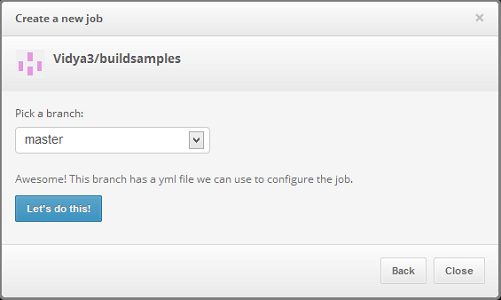 Create a new job
×
Vidya3/buildsamples
Pick a branch:
master
Awesome! This branch has a yml file we can use to configure the job.
Let's do this!
Back
Close